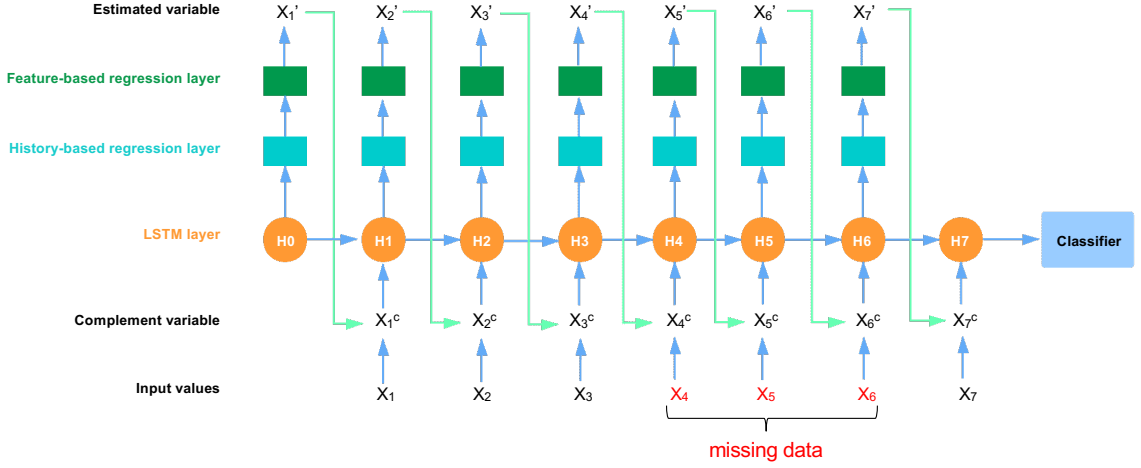 Estimated variable X₁’ X₂’ X₃’ X₄’ X₅’ X₆’ X₇’
Feature-based regression layer
History-based regression layer
LSTM layer H0 H1 H2 H3 H4 H5 H6 H7 Classifier
Complement variable X₁ᶜ X₂ᶜ X₃ᶜ X₄ᶜ X₅ᶜ X₆ᶜ X₇ᶜ
Input values X₁ X₂ X₃ X₄ X₅ X₆ X₇
missing data